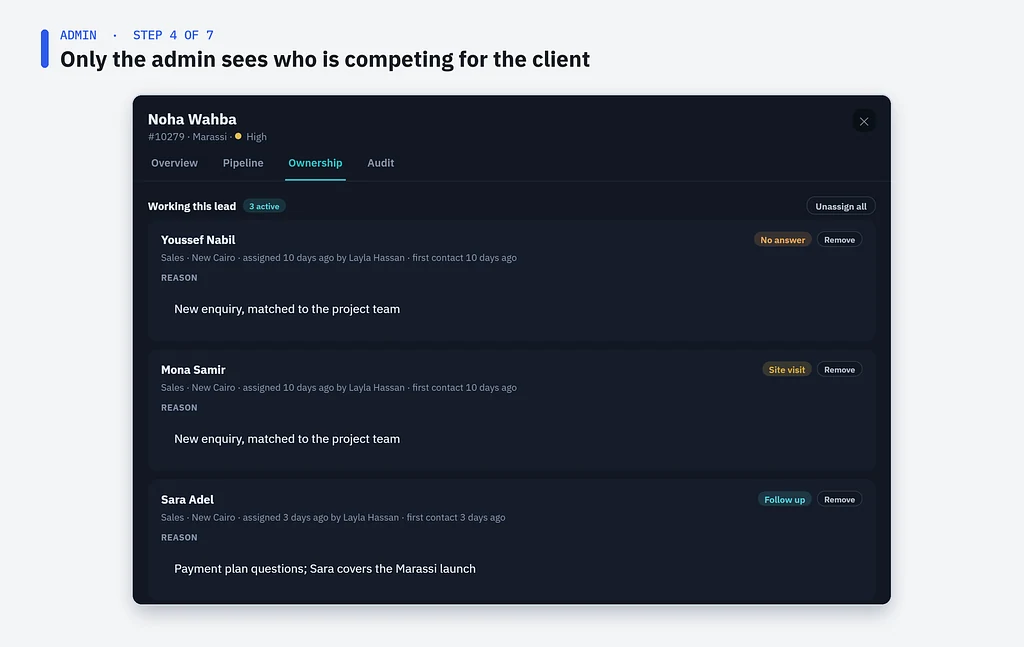 ADMIN · STEP 4 OF 7
Only the admin sees who is competing for the client
Noha Wahba
#10279 · Marassi · High
Overview Pipeline Ownership Audit
Working this lead 3 active Unassign all
Youssef Nabil No answer Remove
Sales · New Cairo · assigned 10 days ago by Layla Hassan · first contact 10 days ago
REASON
New enquiry, matched to the project team
Mona Samir Site visit Remove
Sales · New Cairo · assigned 10 days ago by Layla Hassan · first contact 10 days ago
REASON
New enquiry, matched to the project team
Sara Adel Follow up Remove
Sales · New Cairo · assigned 3 days ago by Layla Hassan · first contact 3 days ago
REASON
Payment plan questions; Sara covers the Marassi launch